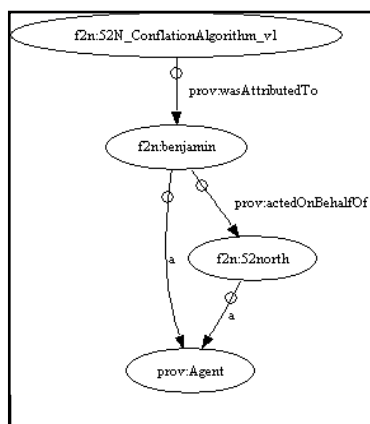 f2n:52N_ConflationAlgorithm_v1
prov:wasAttributedTo
f2n:benjamin
prov:actedOnBehalfOf
f2n:52north
a
a
prov:Agent